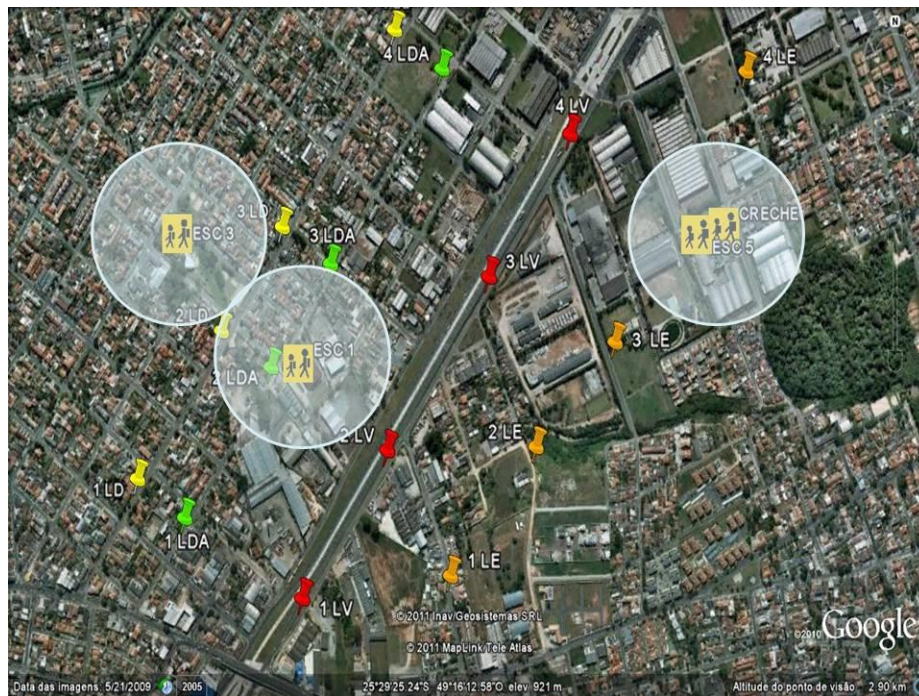 N
4 LDA
4 LE
4 LV
ESC 3
3 LD
CRECHE
ESC 5
3 LDA
3 LV
2 LD
3 LE
ESC 1
2 LDA
2 LV
2 LE
1 LD
1 LDA
1 LE
1 LV
© 2011 Inav/Geosistemas SRL
© 2011 MapLink/Tele Atlas
©2010 Google
Data das imagens: 5/21/2009 2005 25°29'25.24"S 49°16'12.58"O elev 921 m Altitude do ponto de visão 2.90 km